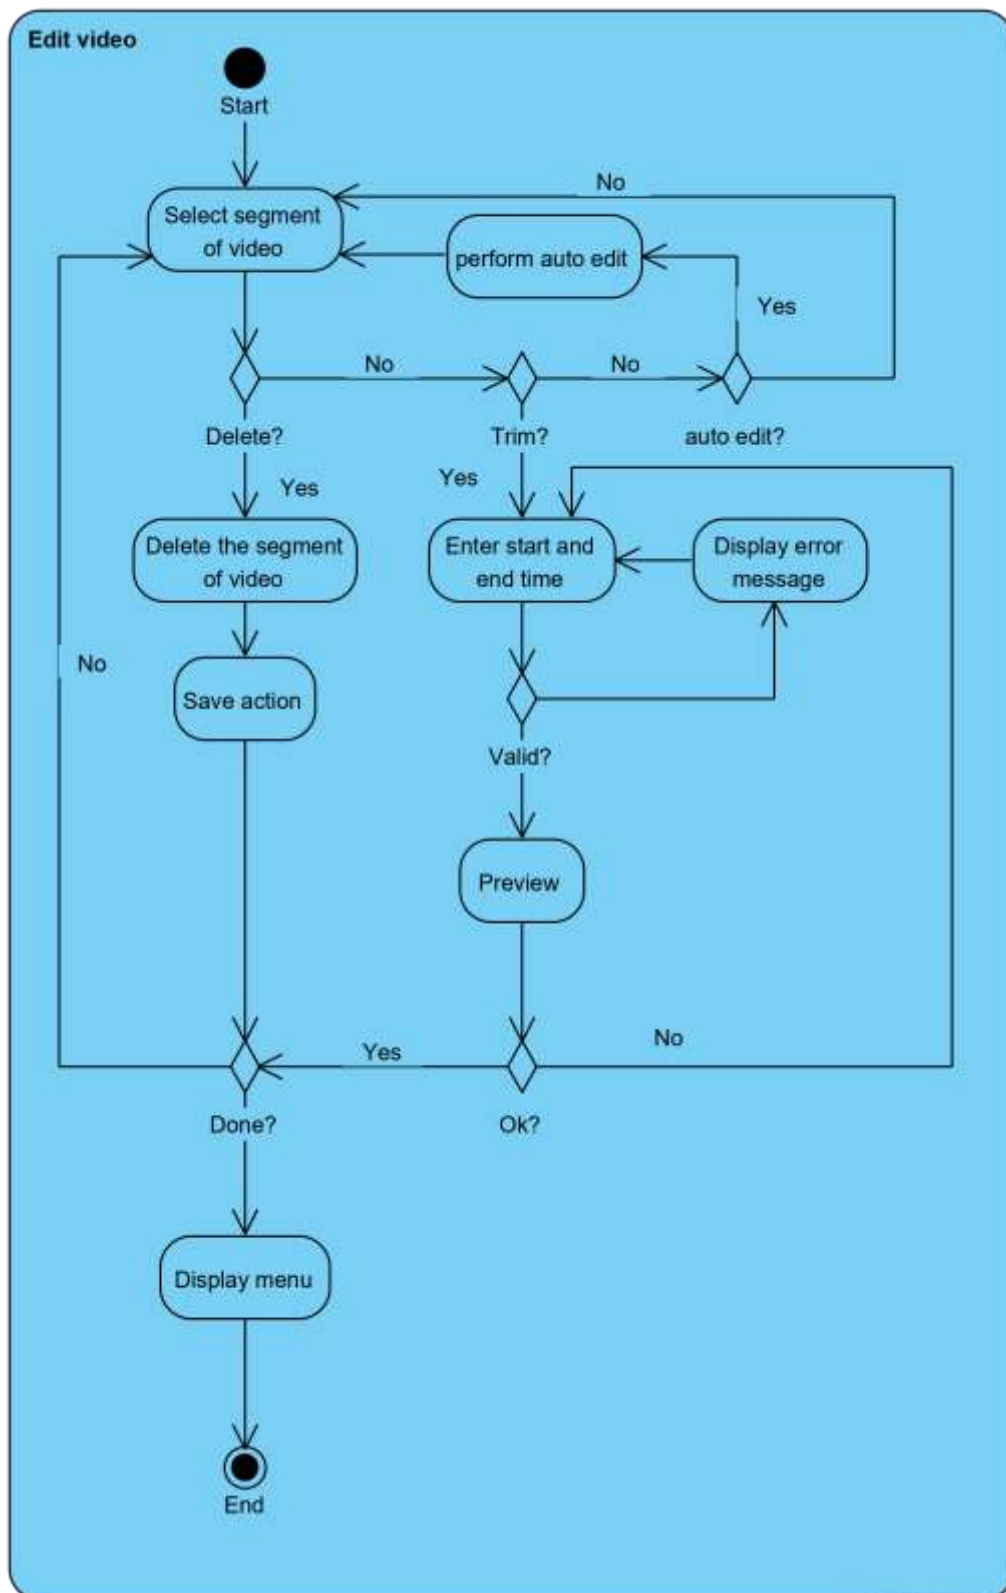 Edit video
Start
No
Select segment
of video
perform auto edit
Yes
No
No
Delete?
Trim?
auto edit?
Yes
Yes
Delete the segment
of video
Enter start and
end time
Display error
message
No
Save action
Valid?
Preview
Yes
No
Done?
Ok?
Display menu
End